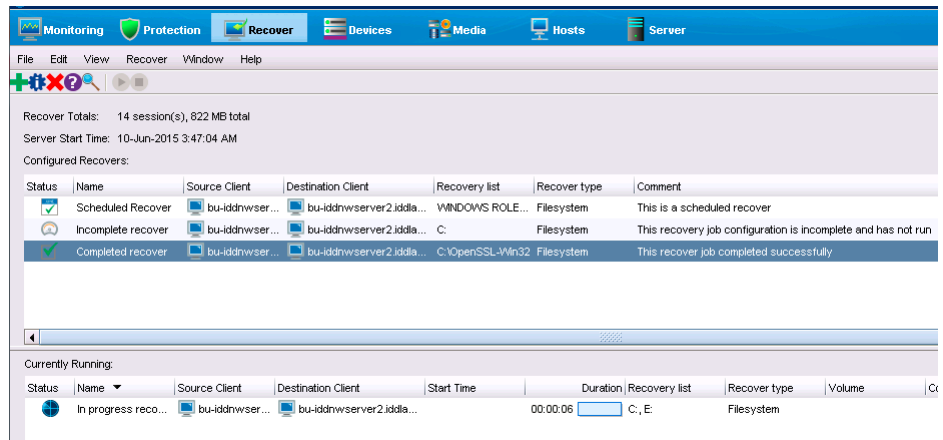 Monitoring Protection Recover Devices Media Hosts Server
File Edit View Recover Window Help
Recover Totals: 14 session(s), 822 MB total
Server Start Time: 10-Jun-2015 3:47:04 AM
Configured Recovers:
Status Name Source Client Destination Client Recovery list Recover type Comment
Scheduled Recover bu-iddnwser... bu-iddnwserver2.iddla... WINDOWS ROLE... Filesystem This is a scheduled recover
Incomplete recover bu-iddnwser... bu-iddnwserver2.iddla... C: Filesystem This recovery job configuration is incomplete and has not run
Completed recover bu-iddnwser... bu-iddnwserver2.iddla... C:\OpenSSL-Win32 Filesystem This recover job completed successfully
Currently Running:
Status Name Source Client Destination Client Start Time Duration Recovery list Recover type Volume Co
In progress reco... bu-iddnwser... bu-iddnwserver2.iddla... 00:00:06 C:, E: Filesystem